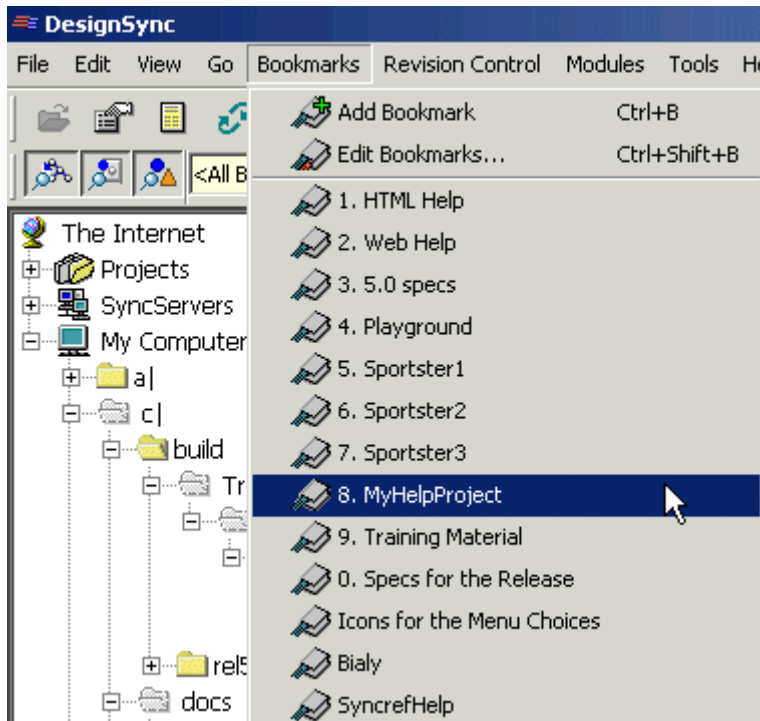 DesignSync
File Edit View Go Bookmarks Revision Control Modules Tools
Add Bookmark Ctrl+B
Edit Bookmarks... Ctrl+Shift+B
<All B
1. HTML Help
2. Web Help
3. 5.0 specs
4. Playground
5. Sportster1
6. Sportster2
7. Sportster3
8. MyHelpProject
9. Training Material
0. Specs for the Release
Icons for the Menu Choices
Bialy
SyncrefHelp
The Internet
Projects
SyncServers
My Computer
a|
c|
build
Tr
rel5
docs